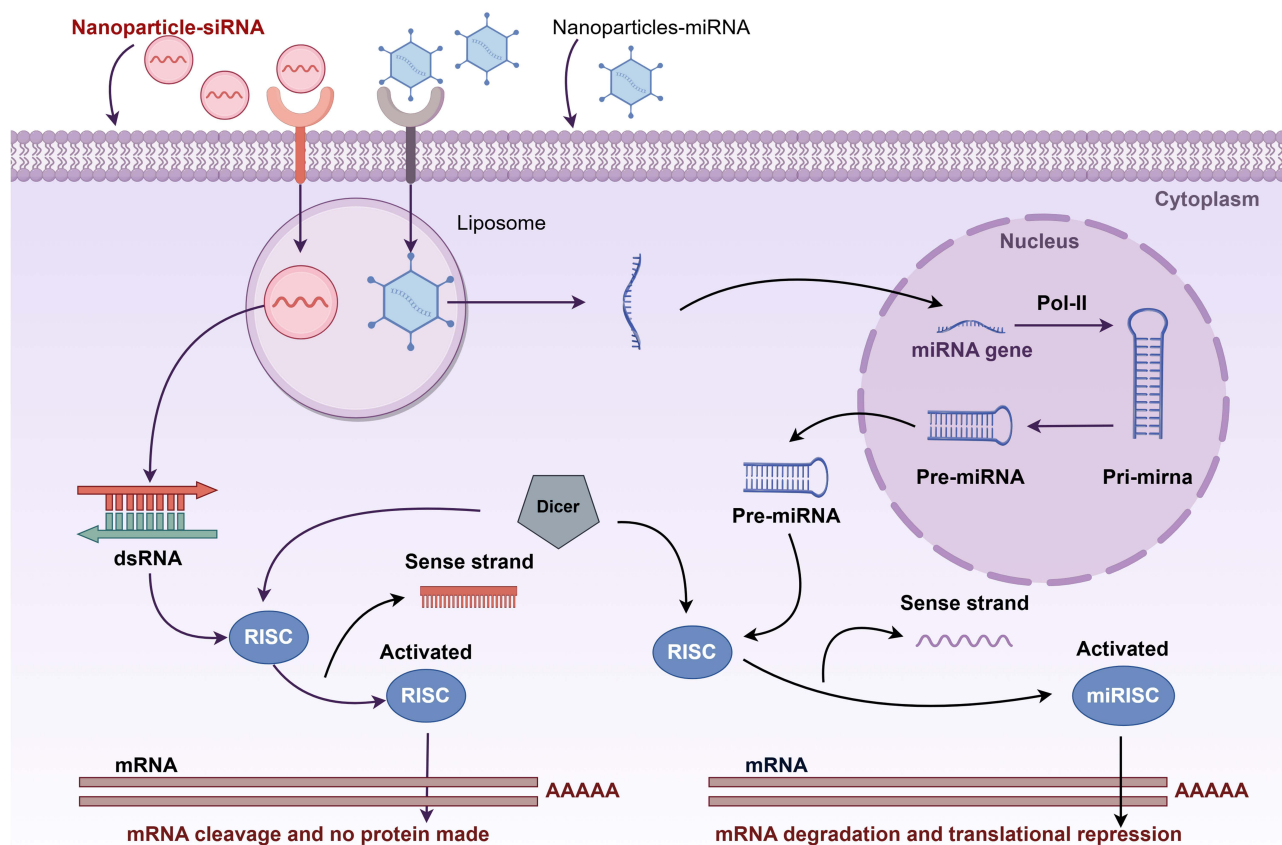 Nanoparticle-siRNA
Nanoparticles-miRNA
Cytoplasm
Liposome
Nucleus
Pol-II
miRNA gene
Pre-miRNA
Pri-mirna
Pre-miRNA
Dicer
dsRNA
Sense strand
Sense strand
RISC
Activated
RISC
RISC
Activated
miRISC
mRNA
AAAAA
mRNA cleavage and no protein made
mRNA
AAAAA
mRNA degradation and translational repression